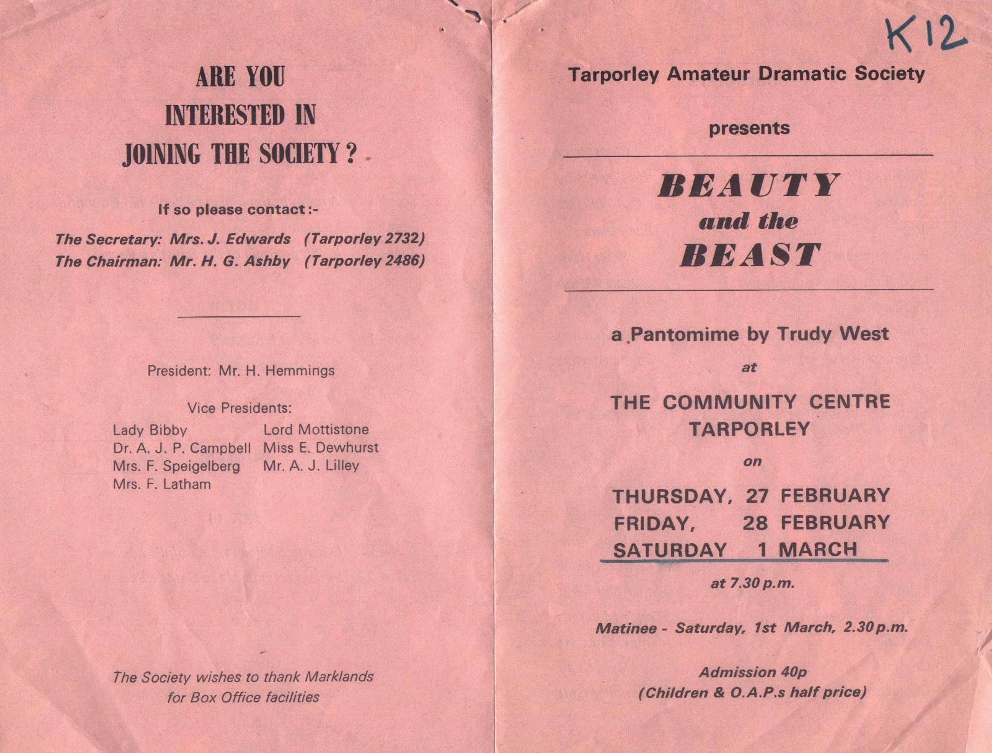 ARE YOU
INTERESTED IN
JOINING THE SOCIETY ?
If so please contact :-
The Secretary: Mrs. J. Edwards (Tarporley 2732)
The Chairman: Mr. H. G. Ashby (Tarporley 2486)
President: Mr. H. Hemmings
Vice Presidents:
Lady Bibby Lord Mottistone
Dr. A. J. P. Campbell Miss E. Dewhurst
Mrs. F. Speigelberg Mr. A. J. Lilley
Mrs. F. Latham
The Society wishes to thank Marklands
for Box Office facilities
K12
Tarporley Amateur Dramatic Society
presents
BEAUTY
and the
BEAST
a Pantomime by Trudy West
at
THE COMMUNITY CENTRE
TARPORLEY
on
THURSDAY, 27 FEBRUARY
FRIDAY, 28 FEBRUARY
SATURDAY 1 MARCH
at 7.30 p.m.
Matinee - Saturday, 1st March, 2.30 p.m.
Admission 40p
(Children & O.A.P.s half price)